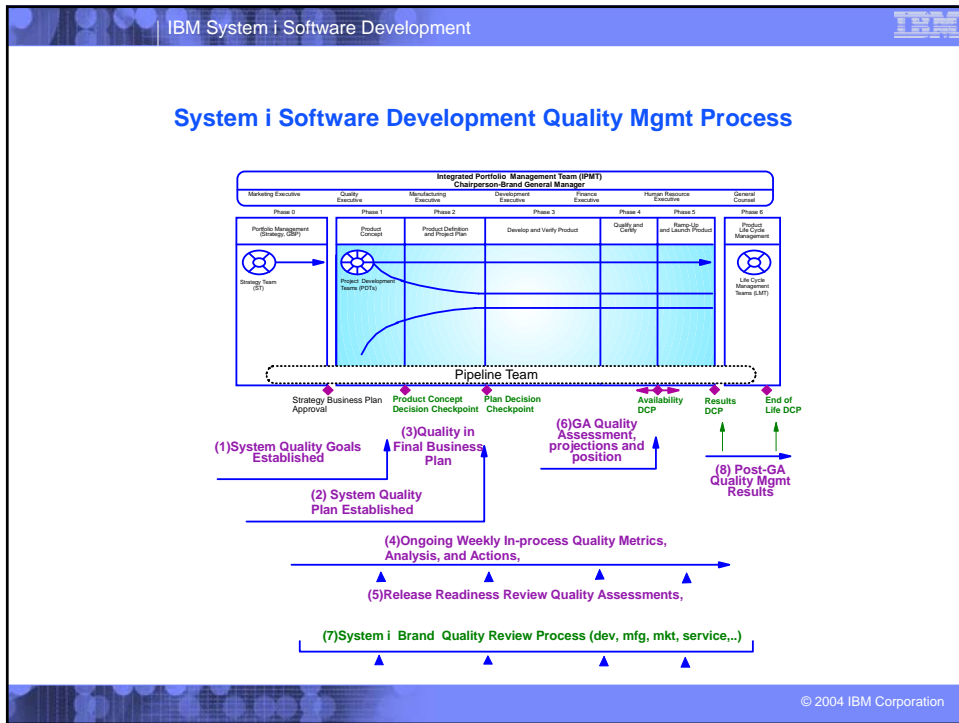 IBM System i Software Development
IBM
System i Software Development Quality Mgmt Process
Integrated Portfolio Management Team (IPMT)
Chairperson-Brand General Manager
Marketing Executive
Quality
Executive
Manufacturing
Executive
Development
Executive
Finance
Executive
Human Resource
Executive
General
Counsel
Phase 0
Phase 1
Phase 2
Phase 3
Phase 4
Phase 5
Phase 6
Portfolio Management
(Strategy, GBP)
Product
Concept
Product Definition
and Project Plan
Develop and Verify Product
Qualify and
Certify
Ramp-Up
and Launch Product
Product
Life Cycle
Management
Strategy Team
(ST)
Project Development
Teams (PDTs)
Life Cycle
Management
Teams (LMT)
Pipeline Team
Strategy Business Plan
Approval
Product Concept
Decision Checkpoint
Plan Decision
Checkpoint
Availability
DCP
Results
DCP
End of
Life DCP
(1)System Quality Goals
Established
(3)Quality in
Final Business
Plan
(6)GA Quality
Assessment,
projections and
position
(8) Post-GA
Quality Mgmt
Results
(2) System Quality
Plan Established
(4)Ongoing Weekly In-process Quality Metrics,
Analysis, and Actions,
(5)Release Readiness Review Quality Assessments,
(7)System i Brand Quality Review Process (dev, mfg, mkt, service,..)
© 2004 IBM Corporation